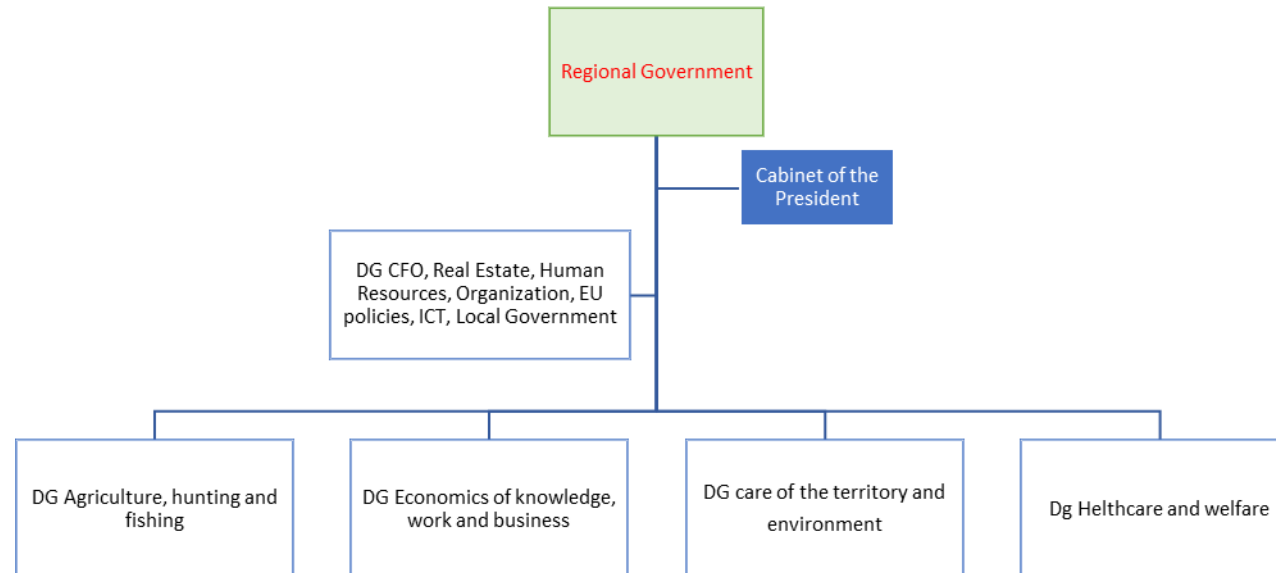 Regional Government
Cabinet of the
President
DG CFO, Real Estate, Human
Resources, Organization, EU
policies, ICT, Local Government
DG Agriculture, hunting and
fishing
DG Economics of knowledge,
work and business
DG care of the territory and
environment
Dg Helthcare and welfare